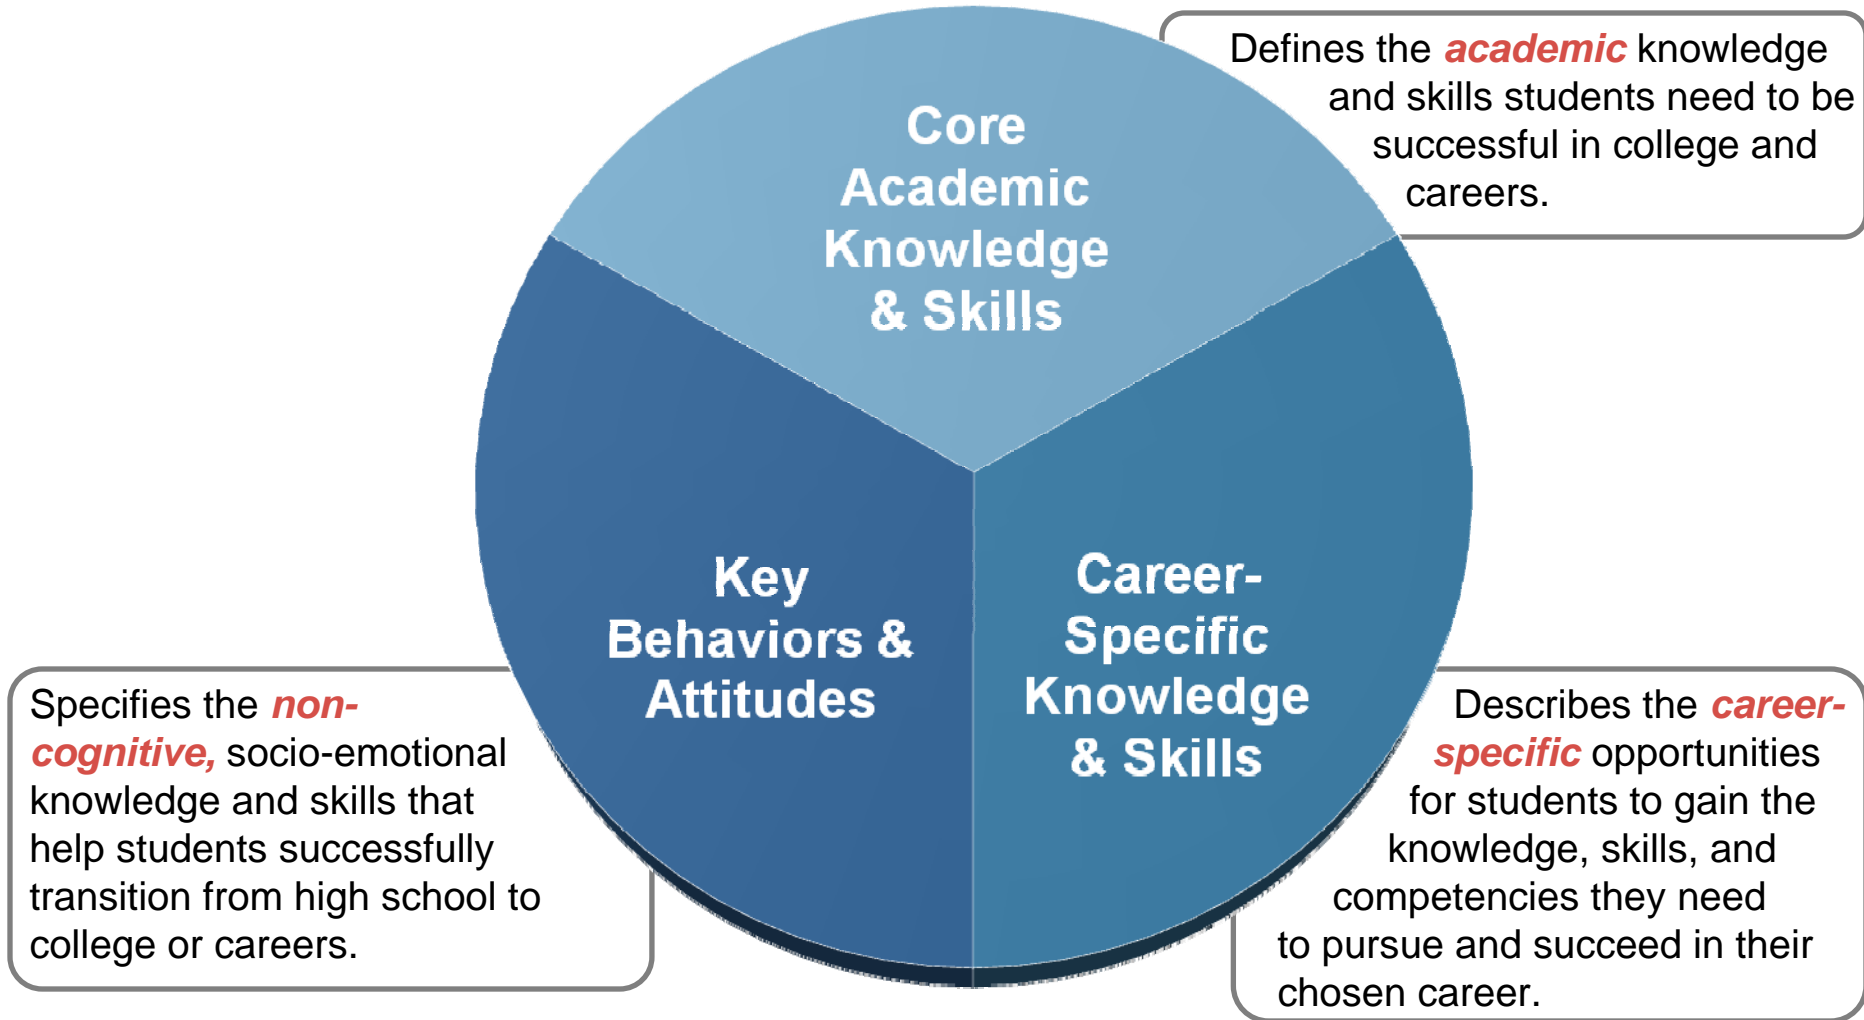 Defines the academic knowledge
and skills students need to be
successful in college and
careers.
Core
Academic
Knowledge
& Skills
Key
Behaviors &
Attitudes
Career-
Specific
Knowledge
& Skills
Specifies the non-
cognitive, socio-emotional
knowledge and skills that
help students successfully
transition from high school to
college or careers.
Describes the career-
specific opportunities
for students to gain the
knowledge, skills, and
competencies they need
to pursue and succeed in their
chosen career.